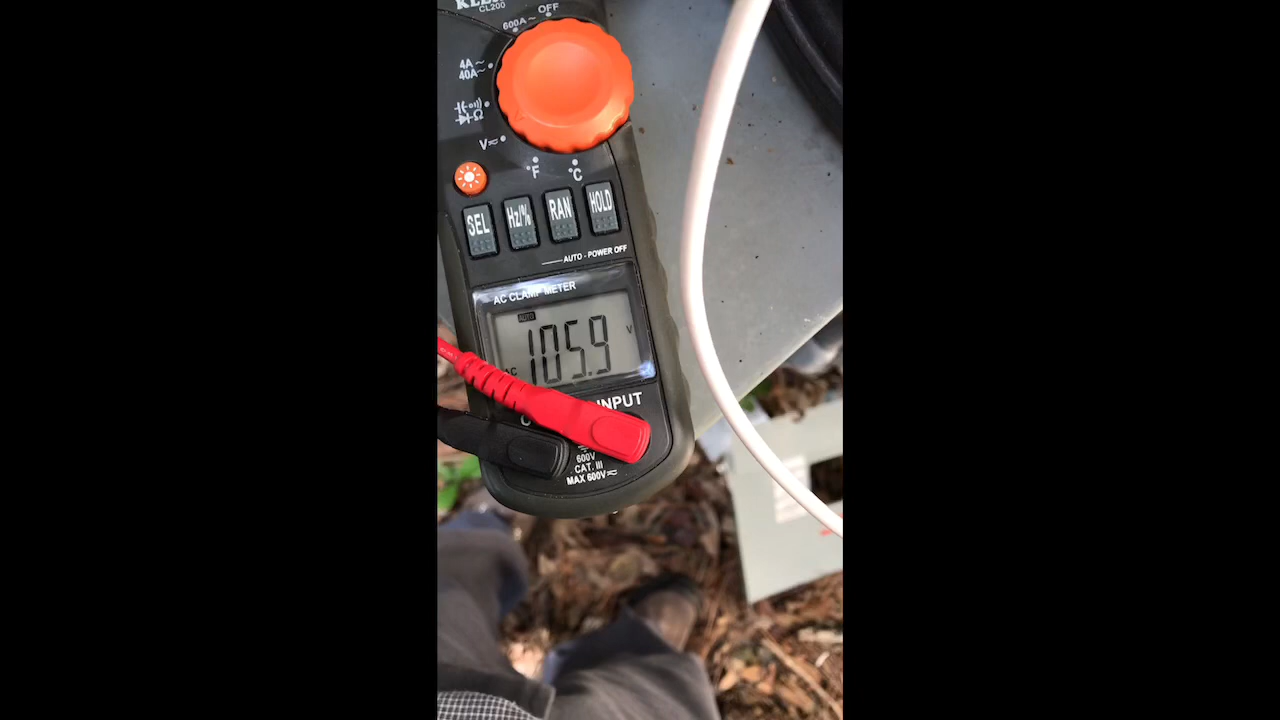 CL200
OFF
600A~
4A~
40A~
Ω
V
°F
°C
SEL
Hz/%
RAN
HOLD
AUTO - POWER OFF
AC CLAMP METER
AUTO
105.9
V
AC
INPUT
600V
CAT. III
MAX 600V